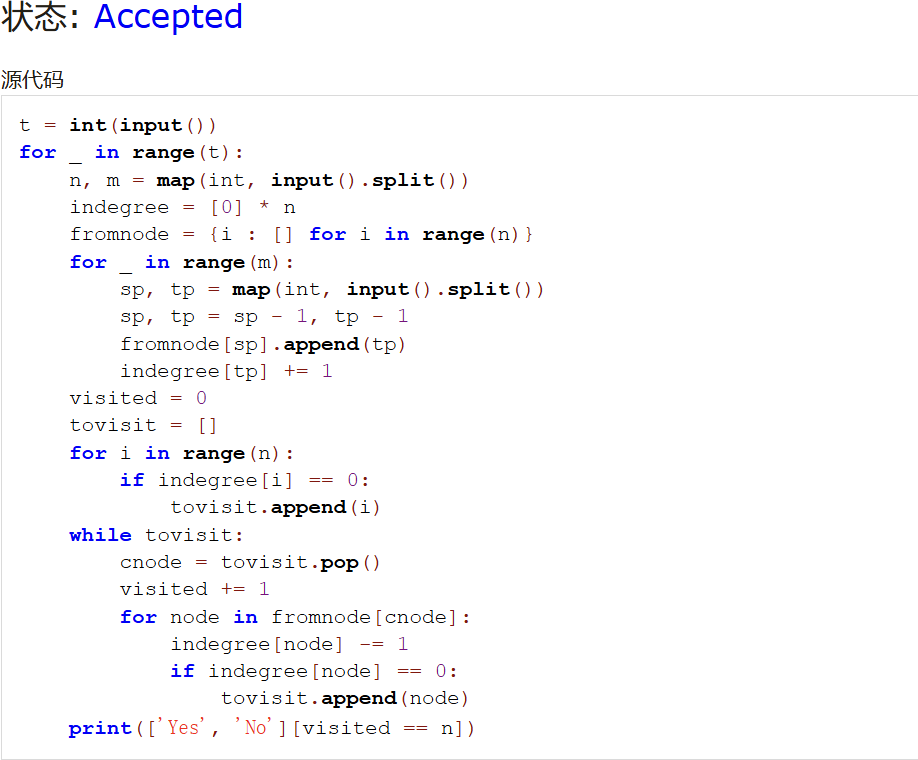 状态: Accepted
源代码
t = int(input())
for _ in range(t):
    n, m = map(int, input().split())
    indegree = [0] * n
    fromnode = {i : [] for i in range(n)}
    for _ in range(m):
        sp, tp = map(int, input().split())
        sp, tp = sp - 1, tp - 1
        fromnode[sp].append(tp)
        indegree[tp] += 1
    visited = 0
    tovisit = []
    for i in range(n):
        if indegree[i] == 0:
            tovisit.append(i)
    while tovisit:
        cnode = tovisit.pop()
        visited += 1
        for node in fromnode[cnode]:
            indegree[node] -= 1
            if indegree[node] == 0:
                tovisit.append(node)
    print(['Yes', 'No'][visited == n])